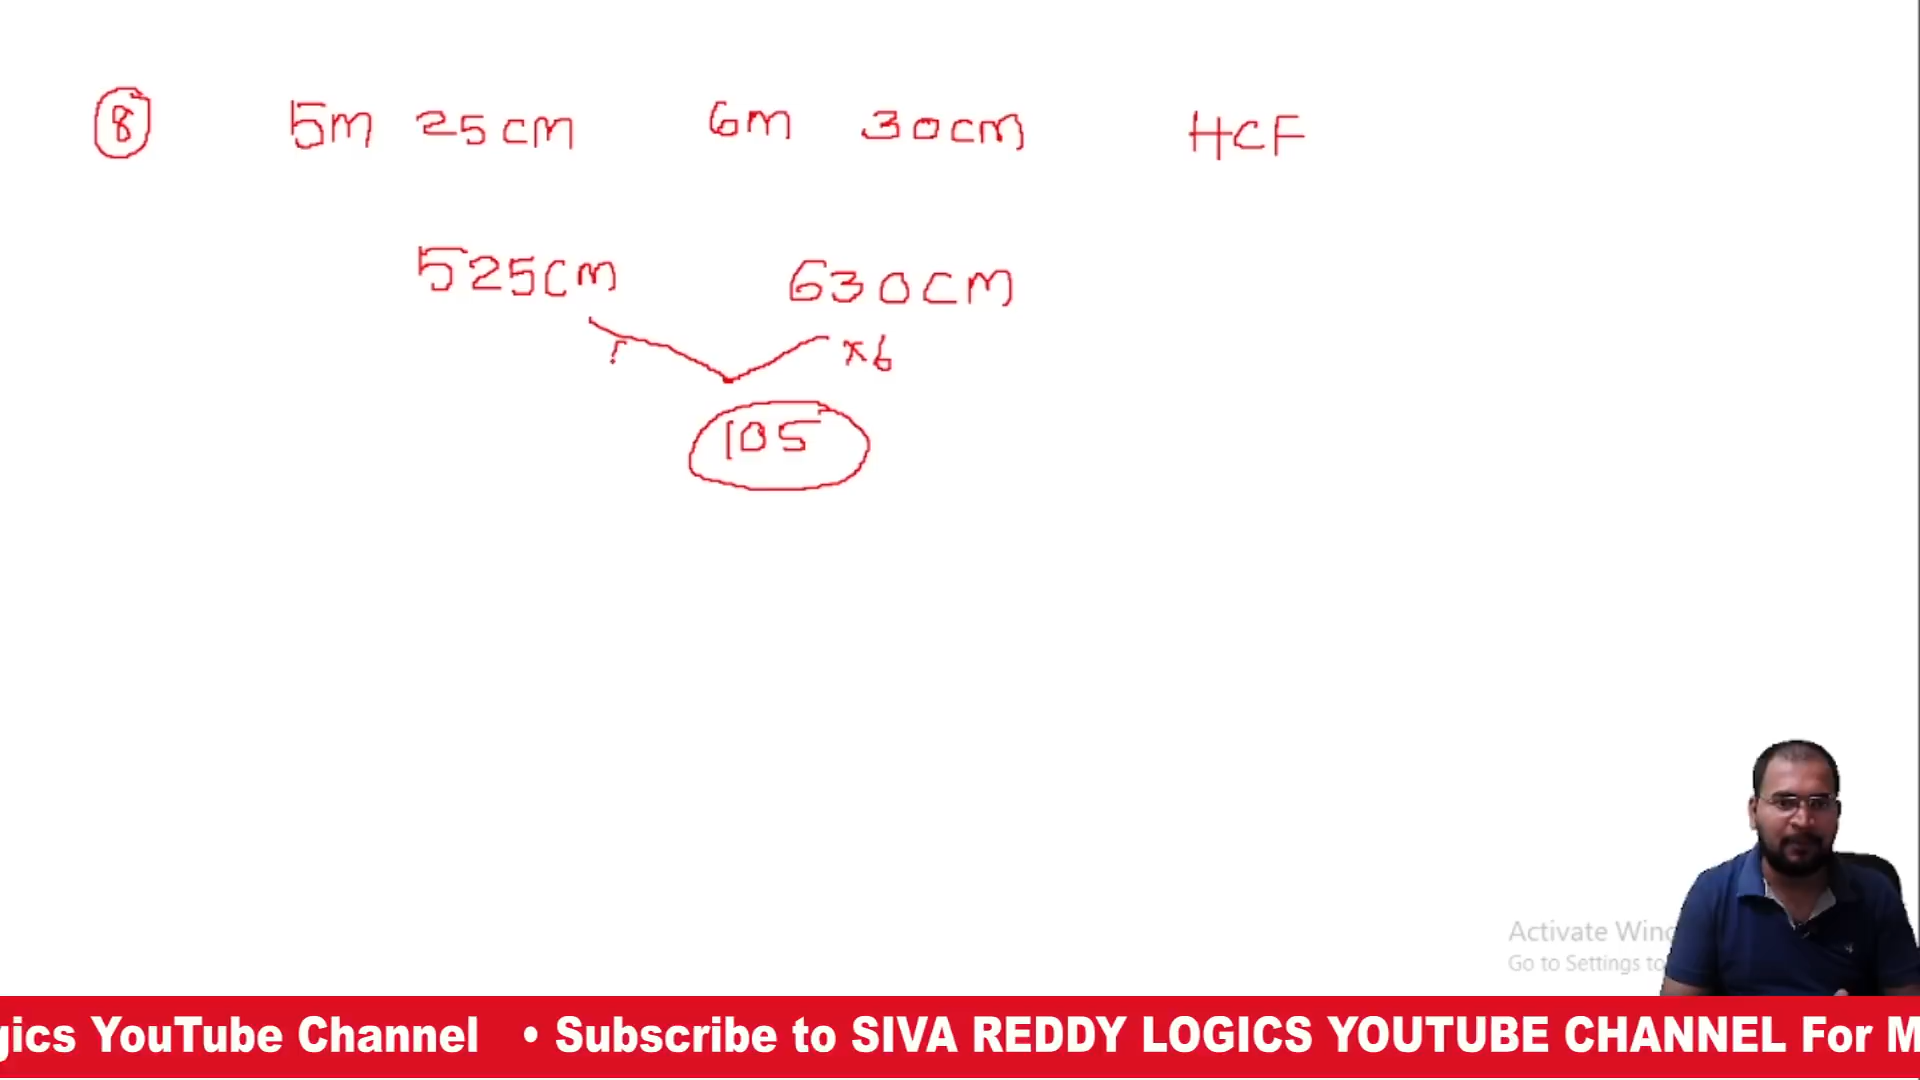 8 5m 25cm 6m 30cm HCF
525cm 630cm
x6
105
Activate Wind
Go to Settings to
gics YouTube Channel • Subscribe to SIVA REDDY LOGICS YOUTUBE CHANNEL For M